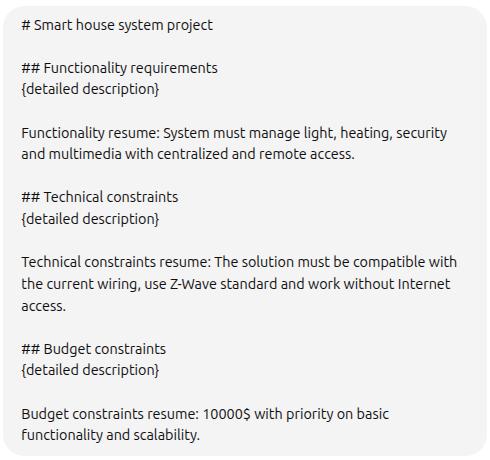 # Smart house system project
## Functionality requirements
{detailed description}
Functionality resume: System must manage light, heating, security
and multimedia with centralized and remote access.
## Technical constraints
{detailed description}
Technical constraints resume: The solution must be compatible with
the current wiring, use Z-Wave standard and work without Internet
access.
## Budget constraints
{detailed description}
Budget constraints resume: 10000$ with priority on basic
functionality and scalability.